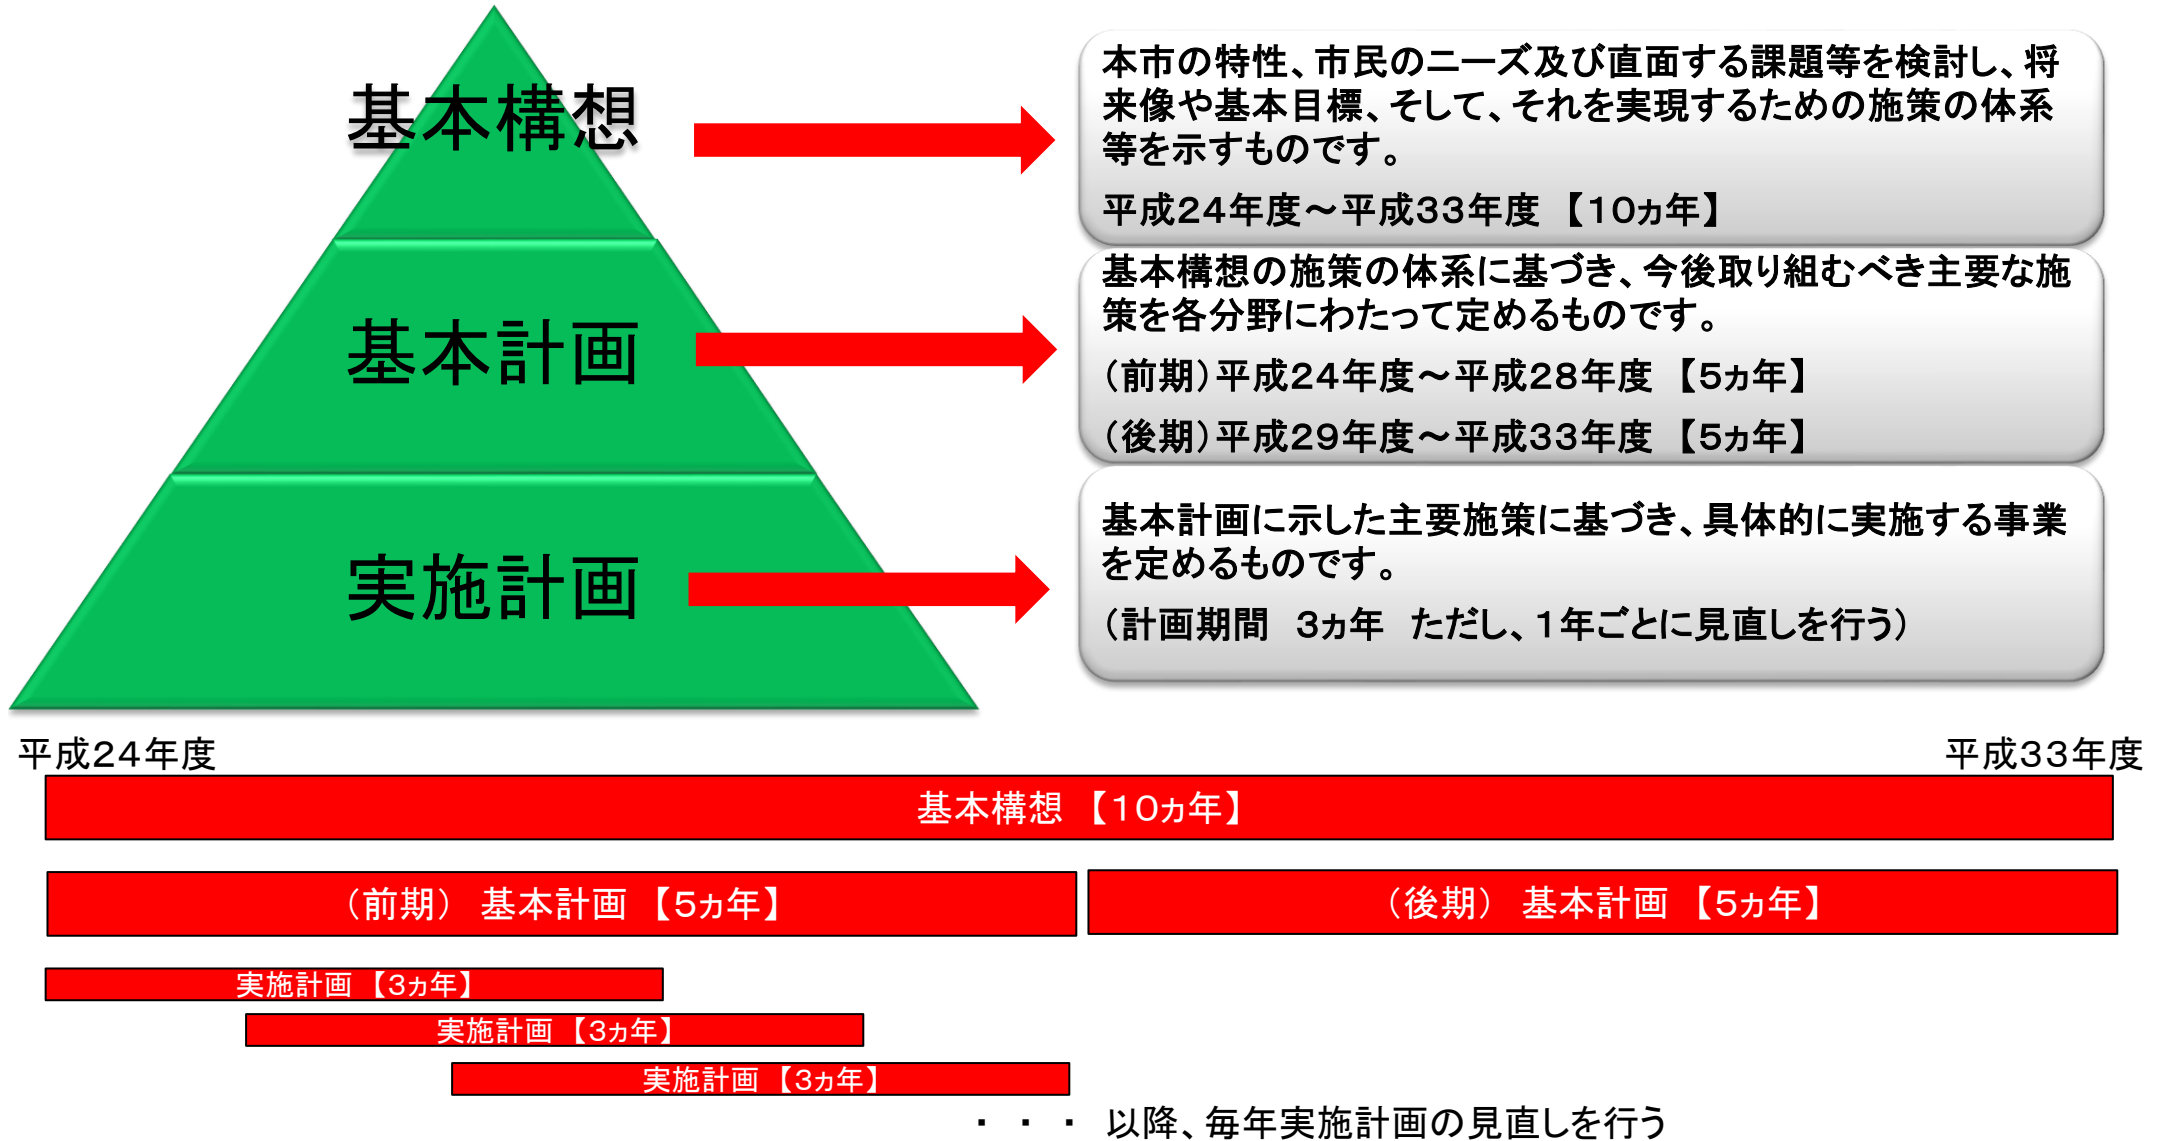 基本構想
本市の特性、市民のニーズ及び直面する課題等を検討し、将
来像や基本目標、そして、それを実現するための施策の体系
等を示すものです。
平成24年度～平成33年度 【10ヵ年】
基本計画
基本構想の施策の体系に基づき、今後取り組むべき主要な施
策を各分野にわたって定めるものです。
（前期）平成24年度～平成28年度 【5ヵ年】
（後期）平成29年度～平成33年度 【5ヵ年】
実施計画
基本計画に示した主要施策に基づき、具体的に実施する事業
を定めるものです。
（計画期間　3ヵ年　ただし、1年ごとに見直しを行う）
平成24年度
平成33年度
基本構想 【10ヵ年】
（前期） 基本計画 【5ヵ年】
（後期） 基本計画 【5ヵ年】
実施計画 【3ヵ年】
実施計画 【3ヵ年】
実施計画 【3ヵ年】
・ ・ ・ 以降、毎年実施計画の見直しを行う